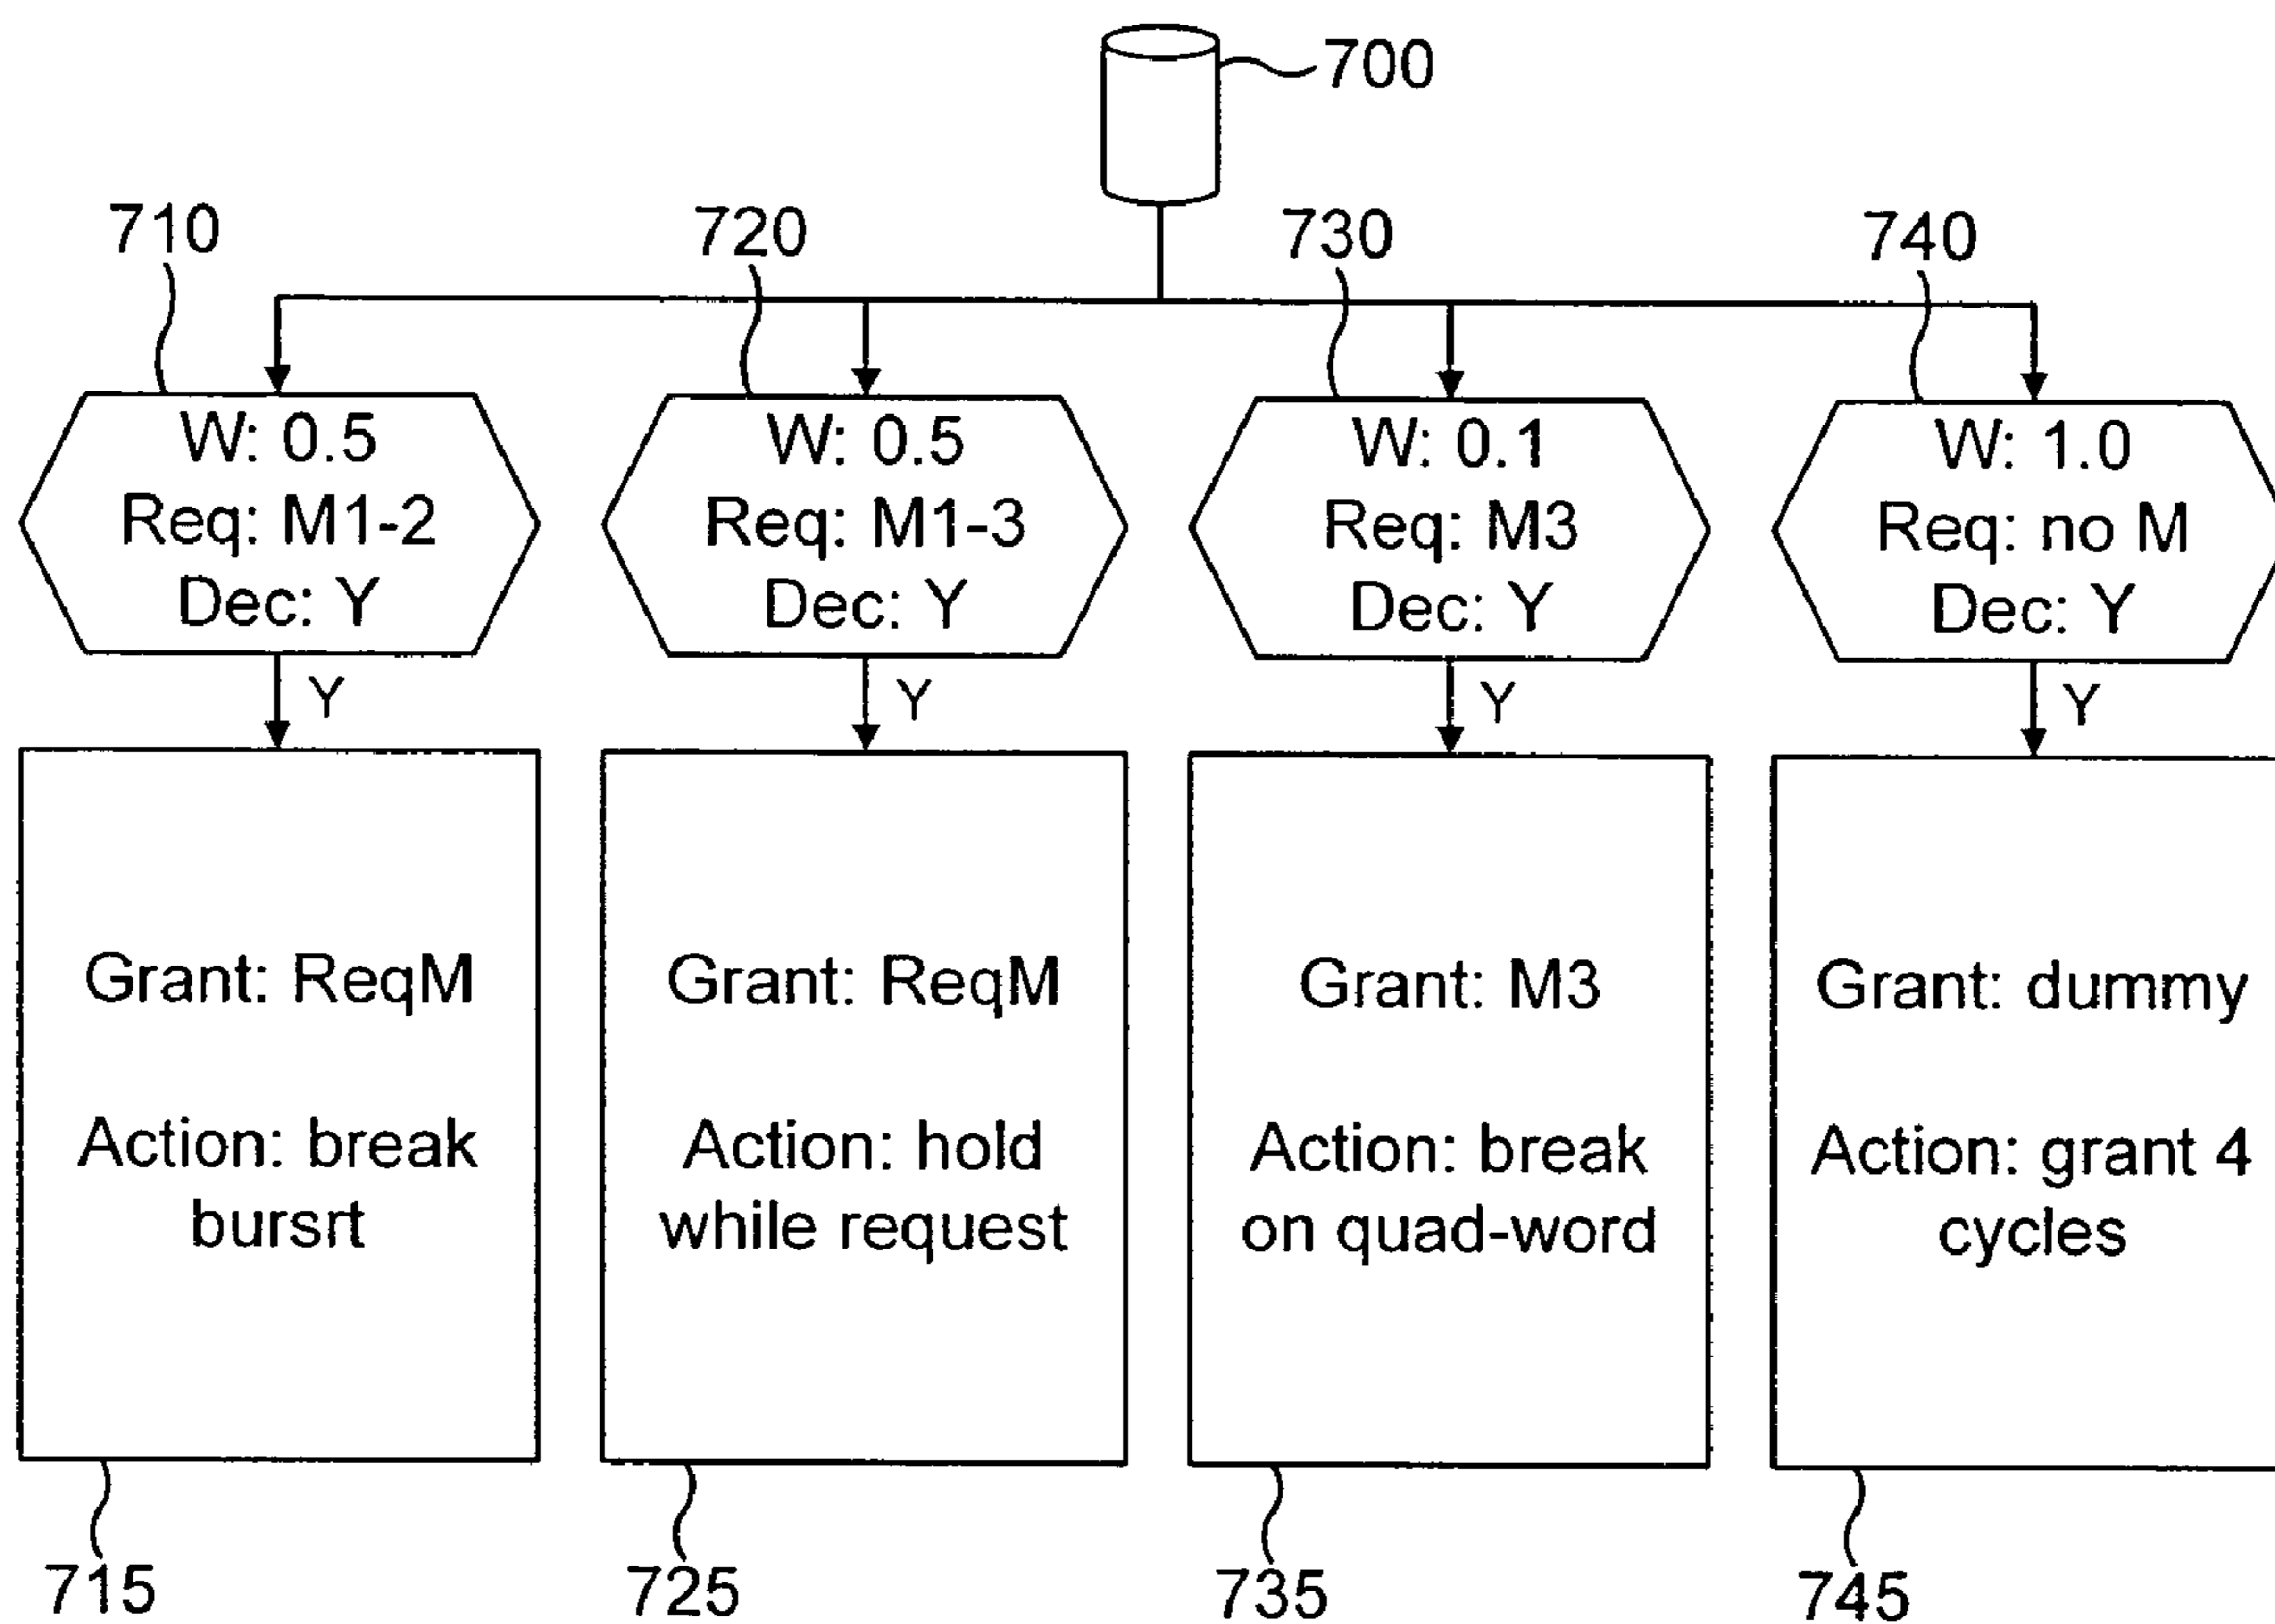 700
710
720
730
740
W: 0.5
Req: M1-2
Dec: Y
W: 0.5
Req: M1-3
Dec: Y
W: 0.1
Req: M3
Dec: Y
W: 1.0
Req: no M
Dec: Y
Y
Y
Y
Y
Grant: ReqM
Action: break
bursrt
Grant: ReqM
Action: hold
while request
Grant: M3
Action: break
on quad-word
Grant: dummy
Action: grant 4
cycles
715
725
735
745